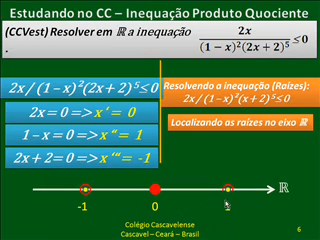 Estudando no CC – Inequação Produto Quociente
(CCVest) Resolver em ℝ a inequação
.
2x / (1 – x)²(2x + 2)⁵ ≤ 0
2x / (1–x)²(2x+2)⁵≤0
2x=0 => x' = 0
1–x=0 => x''= 1
2x+2=0 => x'''= -1
Resolvendo a inequação (Raízes):
2x/(1–x)²(x+2)⁵≤0
Localizando as raízes no eixo ℝ
ℝ
-1 0 1
Colégio Cascavelense
Cascavel – Ceará – Brasil
6